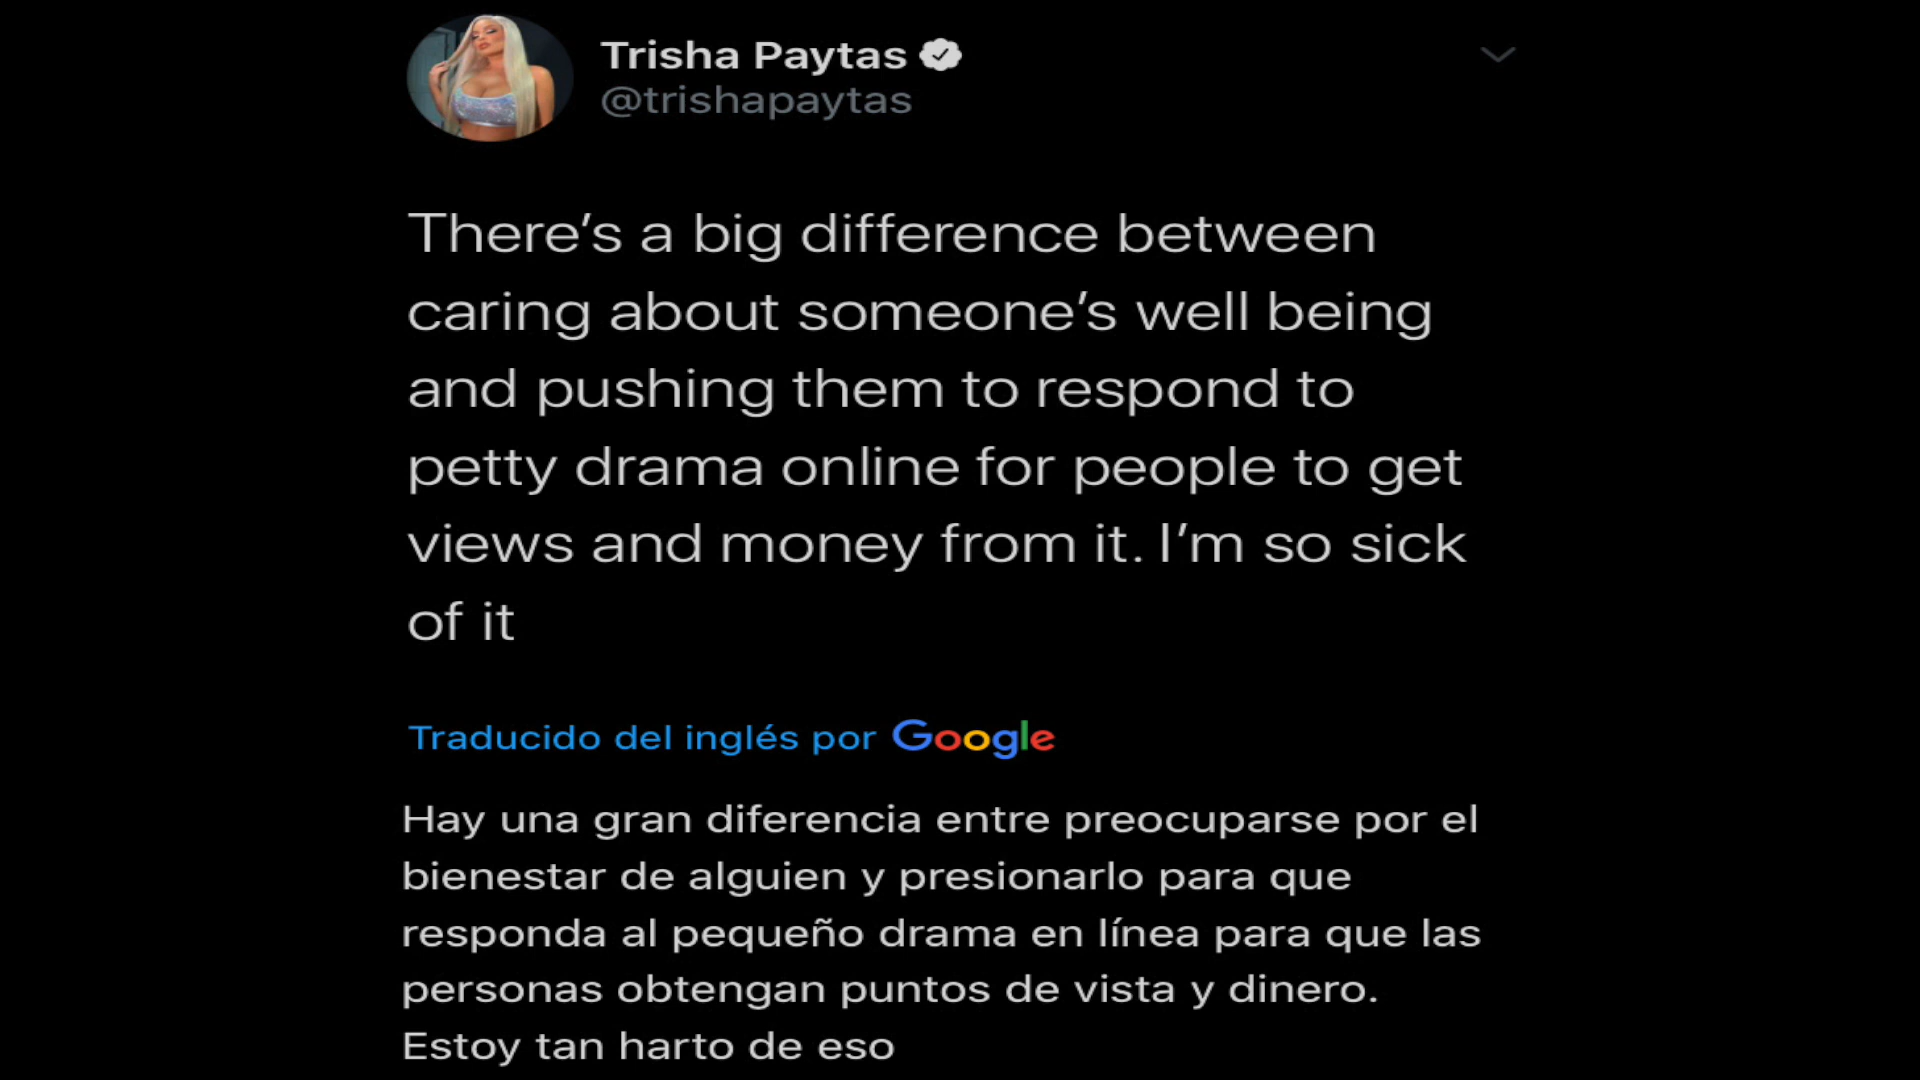 Trisha Paytas
@trishapaytas
There’s a big difference between
caring about someone’s well being
and pushing them to respond to
petty drama online for people to get
views and money from it. I’m so sick
of it
Traducido del inglés por Google
Hay una gran diferencia entre preocuparse por el
bienestar de alguien y presionarlo para que
responda al pequeño drama en línea para que las
personas obtengan puntos de vista y dinero.
Estoy tan harto de eso